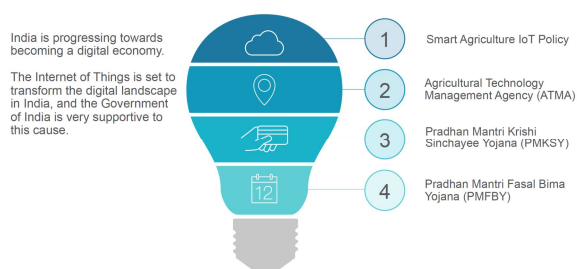 India is progressing towards
becoming a digital economy.
The Internet of Things is set to
transform the digital landscape
in India, and the Government
of India is very supportive to
this cause.
1
Smart Agriculture IoT Policy
2
Agricultural Technology
Management Agency (ATMA)
3
Pradhan Mantri Krishi
Sinchayee Yojana (PMKSY)
12
4
Pradhan Mantri Fasal Bima
Yojana (PMFBY)